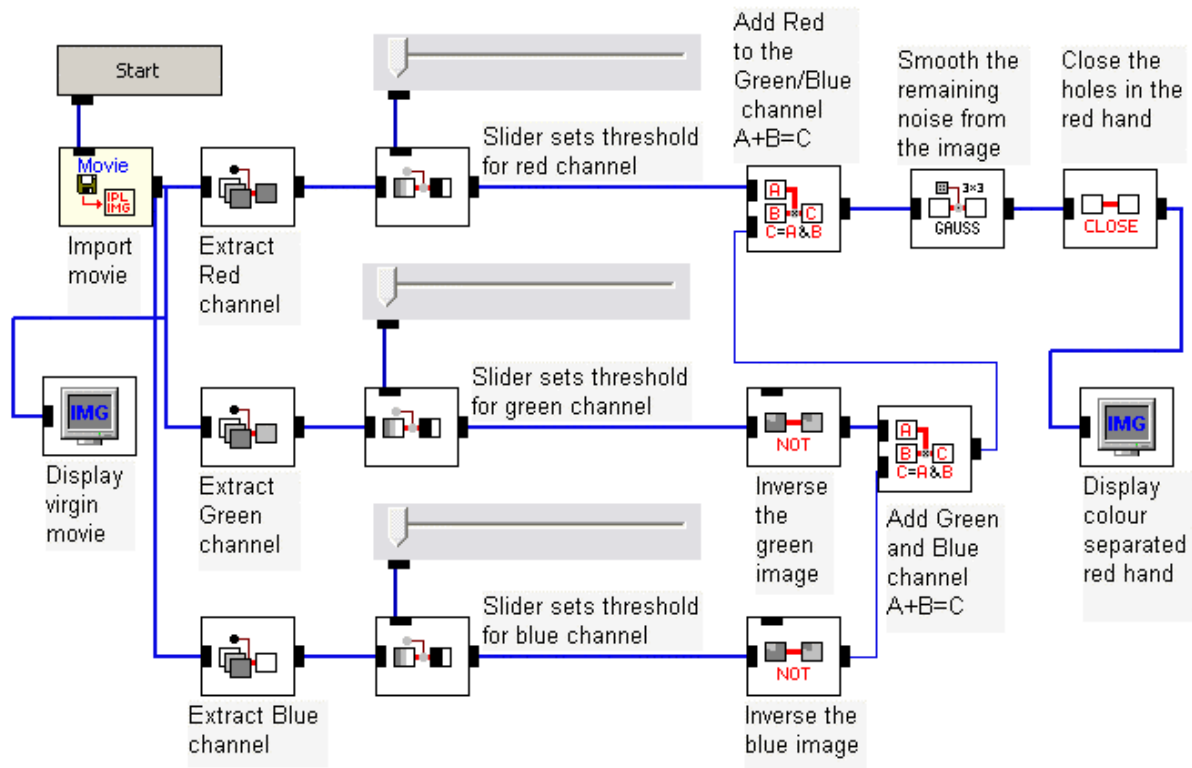 Start
Movie
IPL
IMG
Import
movie
IMG
Display
virgin
movie
Extract
Red
channel
Slider sets threshold
for red channel
Extract
Green
channel
Slider sets threshold
for green channel
Extract Blue
channel
Slider sets threshold
for blue channel
Add Red
to the
Green/Blue
channel
A+B=C
A
B C
C=A&B
Smooth the
remaining
noise from
the image
3×3
GAUSS
Close the
holes in the
red hand
CLOSE
NOT
Inverse
the
green
image
A
B C
C=A&B
Add Green
and Blue
channel
A+B=C
NOT
Inverse the
blue image
IMG
Display
colour
separated
red hand